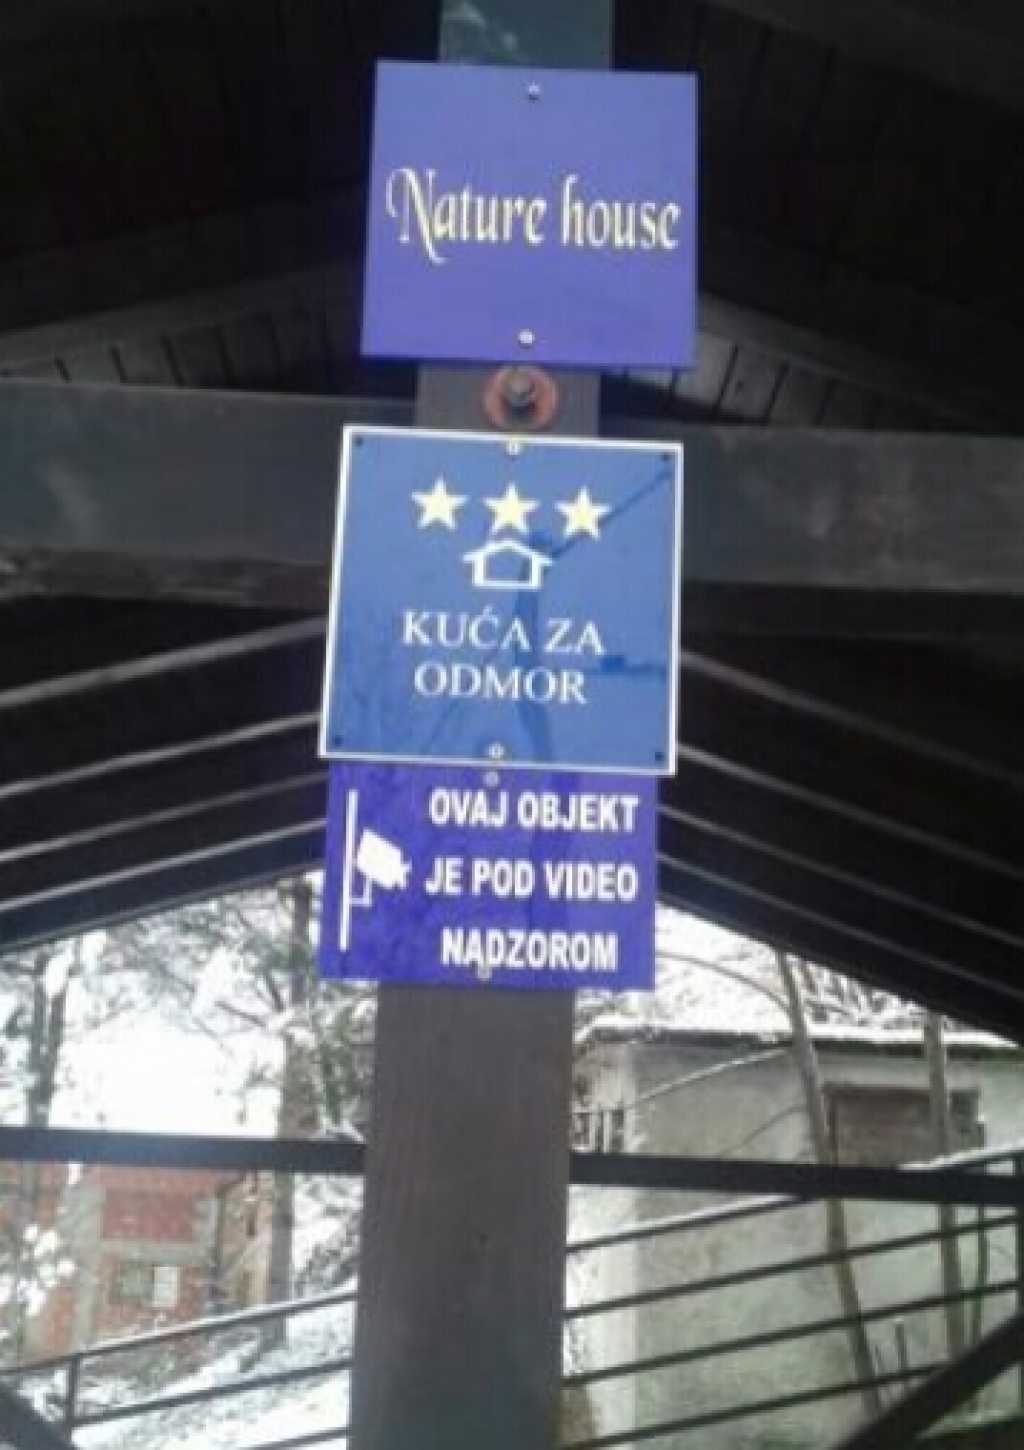 Nature house
KUĆA ZA
ODMOR
OVAJ OBJEKT
JE POD VIDEO
NADZOROM